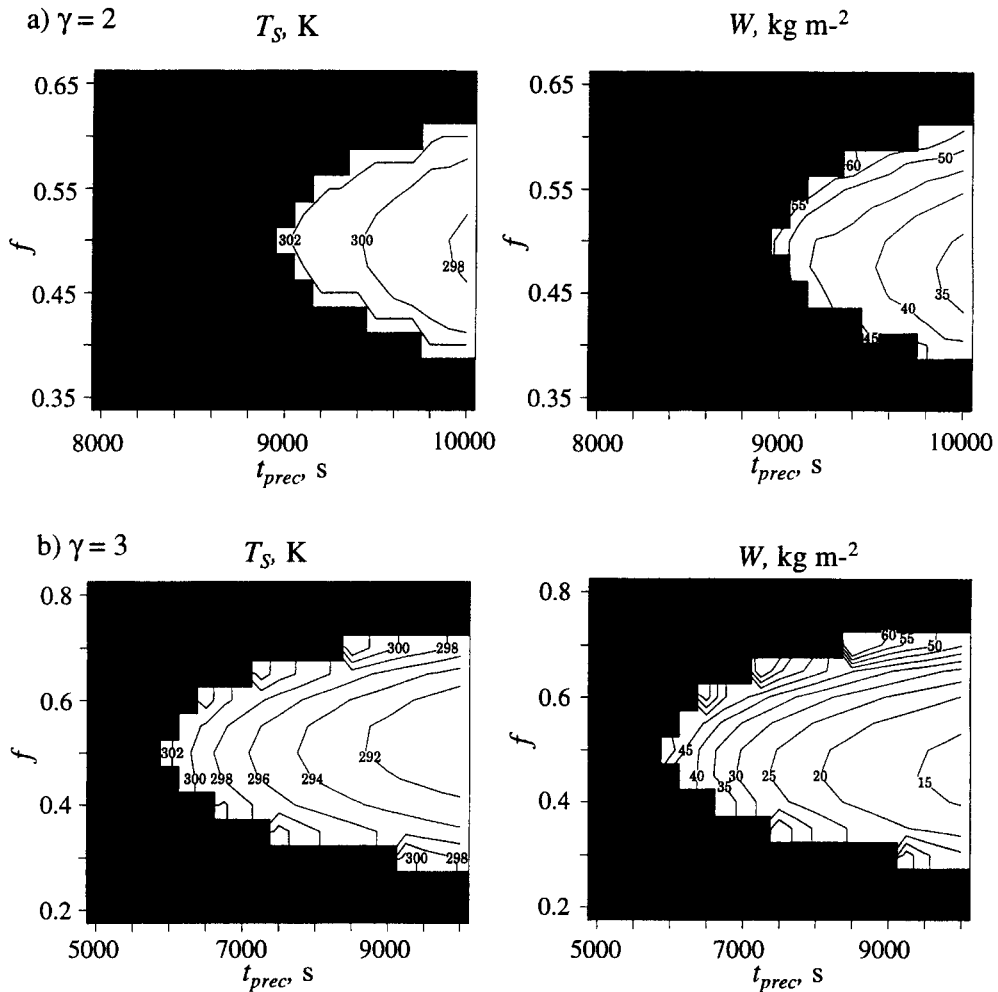 a) γ = 2
T_S, K
W, kg m-²
0.65
0.55
0.45
0.35
f
302
300
298
8000 9000 10000
t_prec, s
0.65
0.55
0.45
0.35
f
60
50
55
35
40
45
8000 9000 10000
t_prec, s
b) γ = 3
T_S, K
W, kg m-²
0.8
0.6
0.4
0.2
f
300 298
302
300 298 296 294 292
300 298
5000 7000 9000
t_prec, s
0.8
0.6
0.4
0.2
f
60 55 50
45
40 30 25 20 15
35
5000 7000 9000
t_prec, s